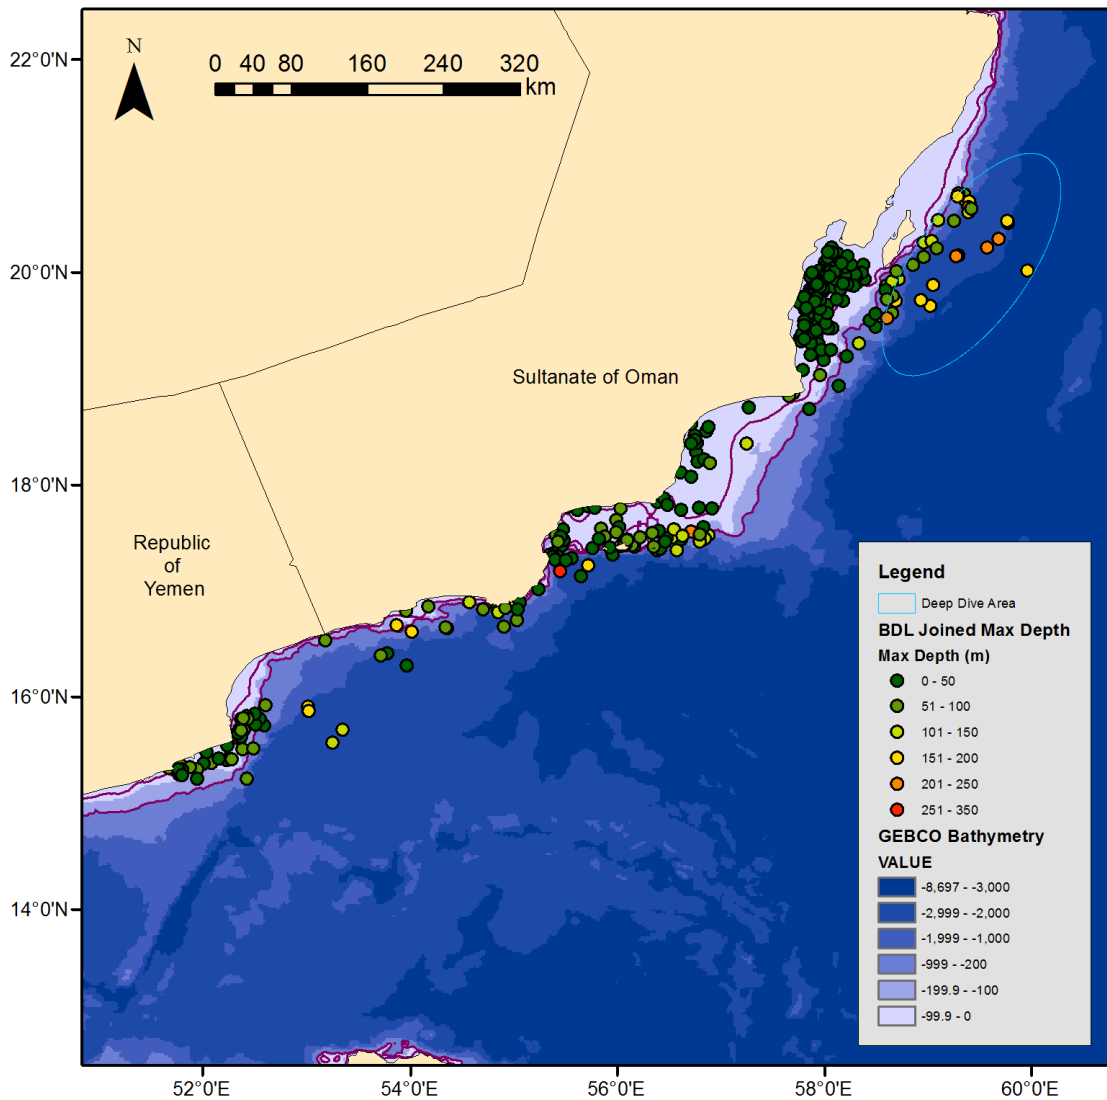 N
0 40 80 160 240 320
km
22°0'N
20°0'N
18°0'N
16°0'N
14°0'N
Sultanate of Oman
Republic
of
Yemen
Legend
Deep Dive Area
BDL Joined Max Depth
Max Depth (m)
0 - 50
51 - 100
101 - 150
151 - 200
201 - 250
251 - 350
GEBCO Bathymetry
VALUE
-8,697 - -3,000
-2,999 - -2,000
-1,999 - -1,000
-999 - -200
-199.9 - -100
-99.9 - 0
52°0'E 54°0'E 56°0'E 58°0'E 60°0'E